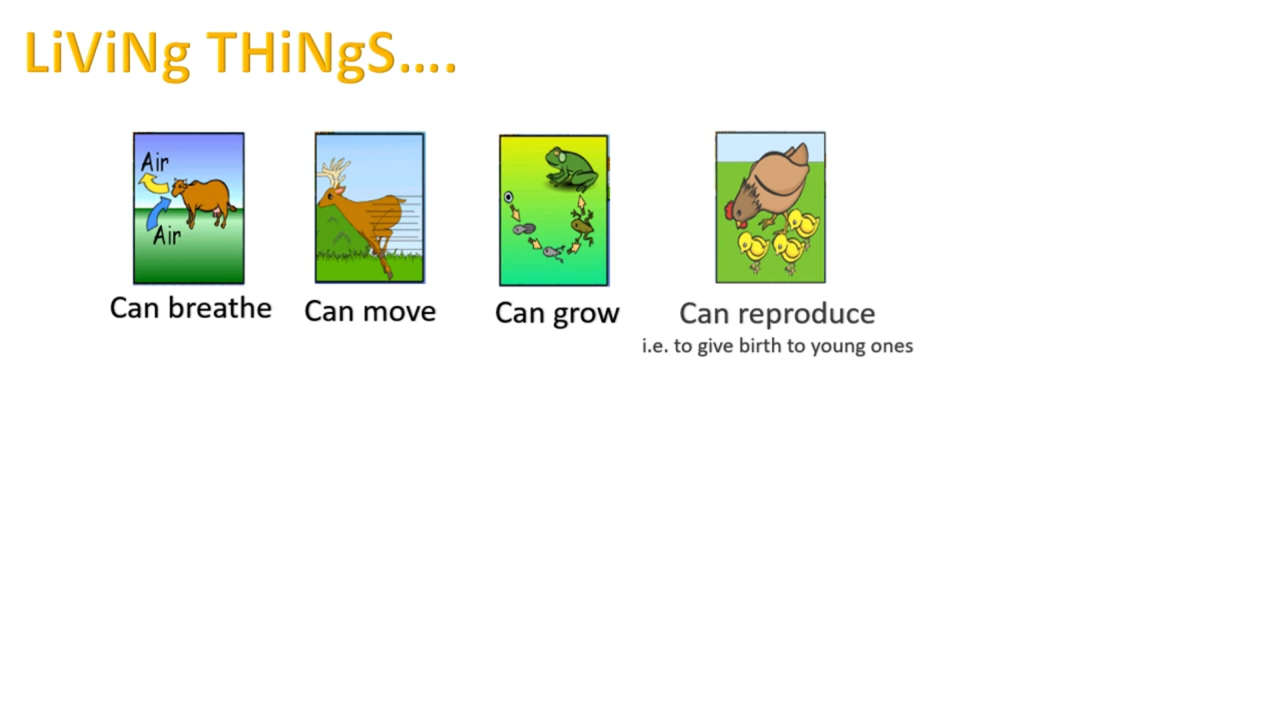 LiViNg THiNgS....
Air
Air
Can breathe
Can move
Can grow
Can reproduce
i.e. to give birth to young ones